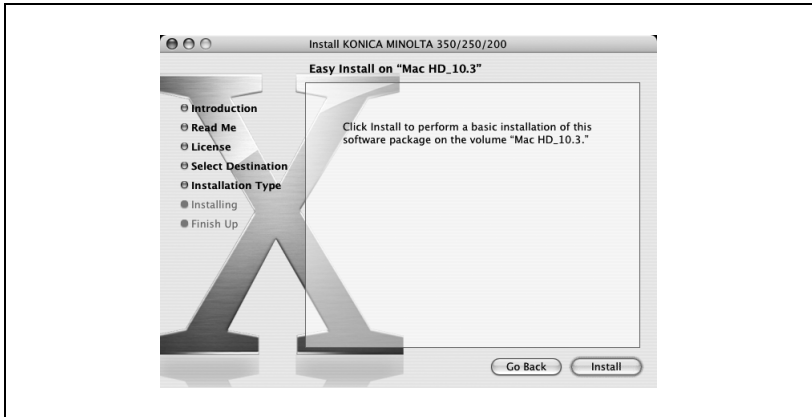 Install KONICA MINOLTA 350/250/200
Easy Install on “Mac HD_10.3”
Introduction
Read Me
License
Select Destination
Installation Type
Installing
Finish Up
Click Install to perform a basic installation of this
software package on the volume “Mac HD_10.3.”
Go Back
Install